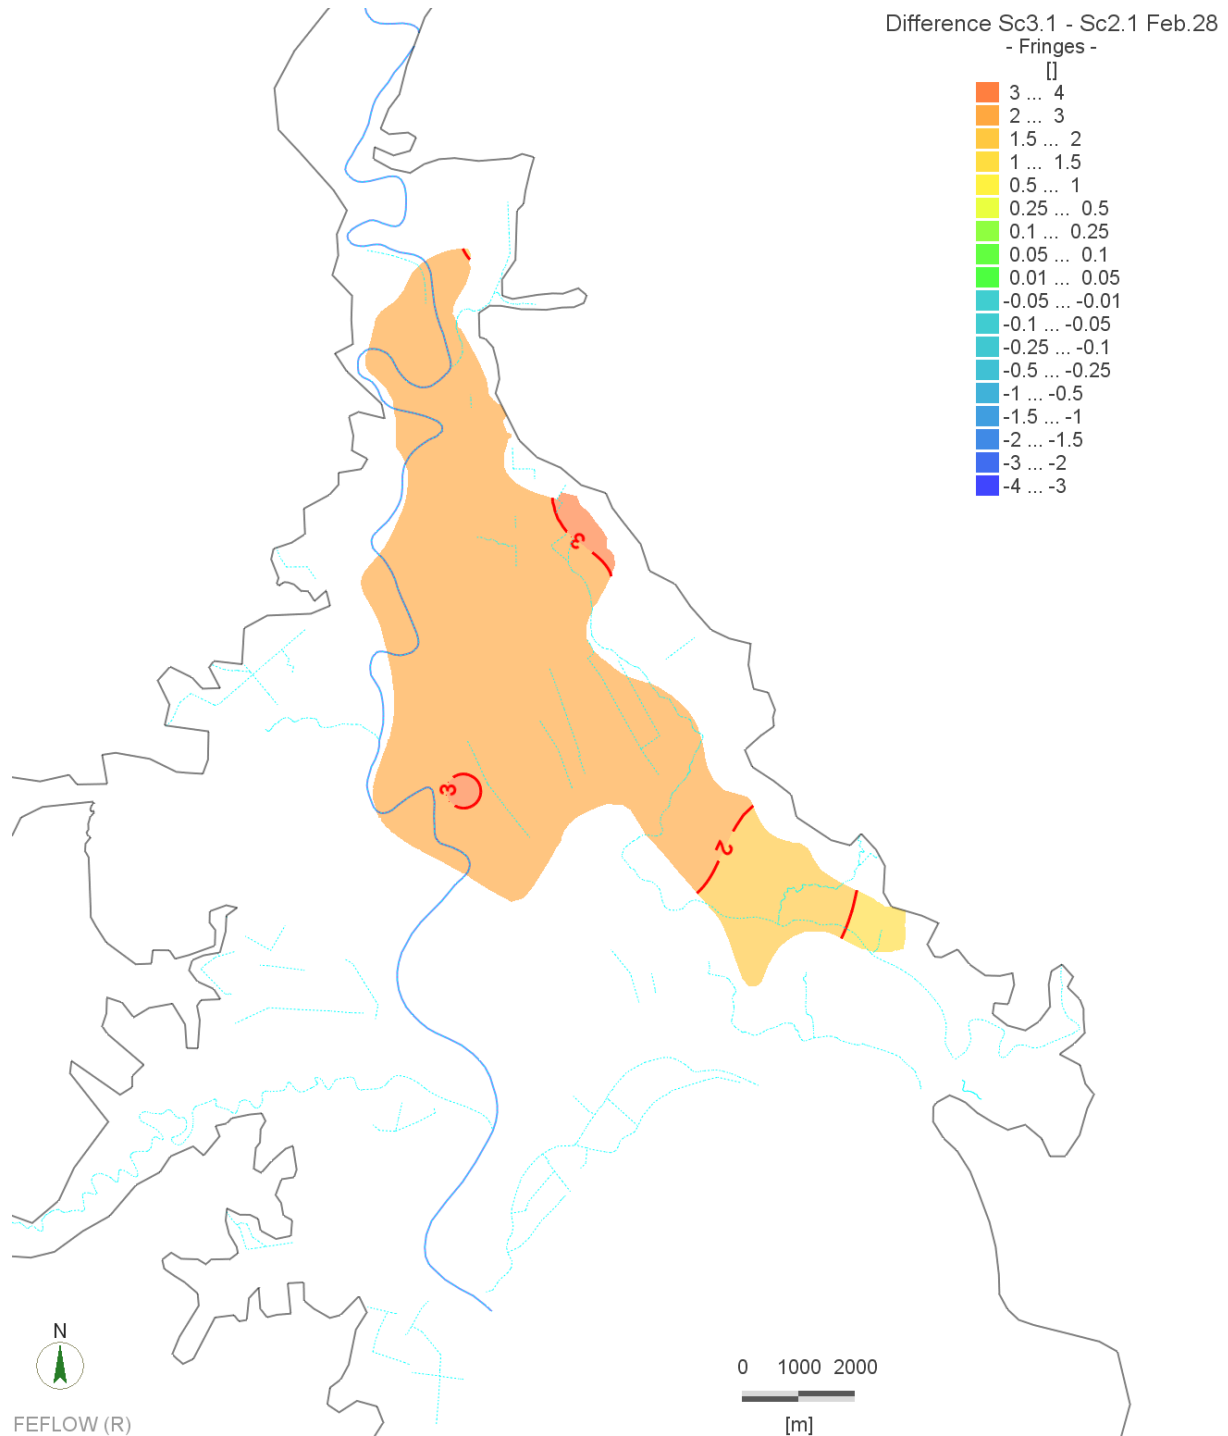 Difference Sc3.1 - Sc2.1 Feb.28
- Fringes -
[]
3 ... 4
2 ... 3
1.5 ... 2
1 ... 1.5
0.5 ... 1
0.25 ... 0.5
0.1 ... 0.25
0.05 ... 0.1
0.01 ... 0.05
-0.05 ... -0.01
-0.1 ... -0.05
-0.25 ... -0.1
-0.5 ... -0.25
-1 ... -0.5
-1.5 ... -1
-2 ... -1.5
-3 ... -2
-4 ... -3
3
3
2
N
0 1000 2000
[m]
FEFLOW (R)